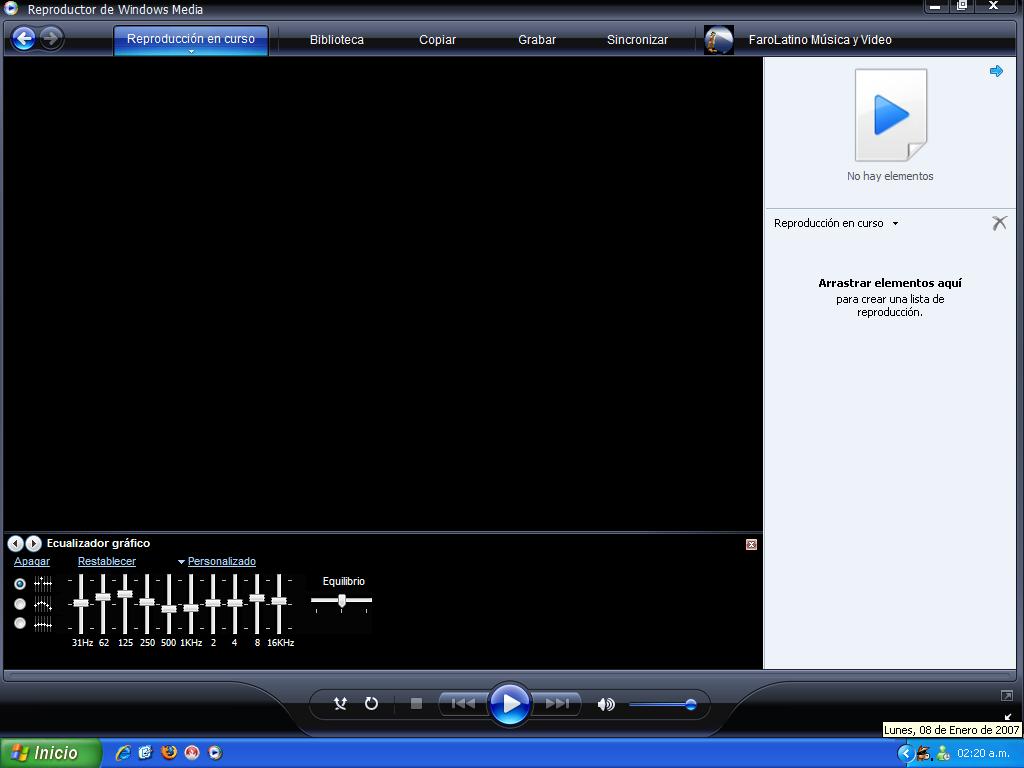 Reproductor de Windows Media
Reproducción en curso
Biblioteca
Copiar
Grabar
Sincronizar
FaroLatino Música y Video
No hay elementos
Reproducción en curso
Arrastrar elementos aquí
para crear una lista de
reproducción.
Ecualizador gráfico
Apagar
Restablecer
Personalizado
Equilibrio
31Hz 62 125 250 500 1KHz 2 4 8 16KHz
Lunes, 08 de Enero de 2007
Inicio
02:20 a.m.